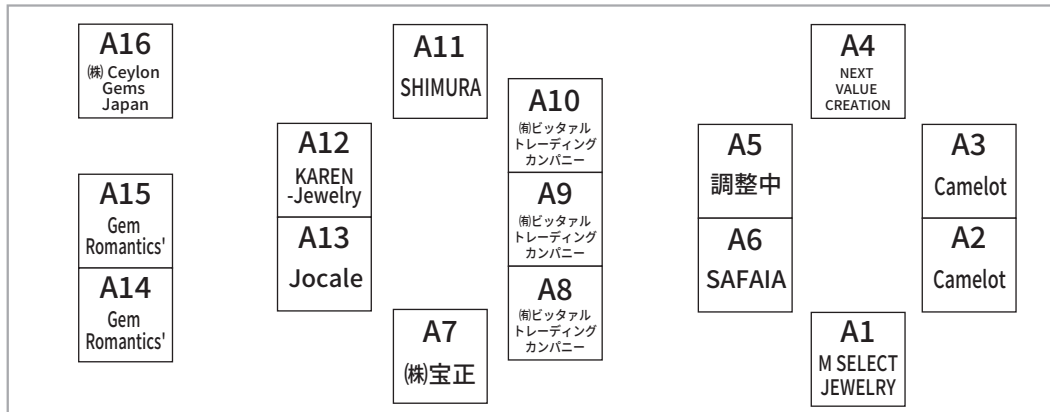 A16
㈱ Ceylon
Gems
Japan
A11
SHIMURA
A4
NEXT
VALUE
CREATION
A10
㈲ビッタァル
トレーディング
カンパニー
A12
KAREN
-Jewelry
A5
調整中
A3
Camelot
A15
Gem
Romantics'
A9
㈲ビッタァル
トレーディング
カンパニー
A13
Jocale
A6
SAFAIA
A2
Camelot
A14
Gem
Romantics'
A8
㈲ビッタァル
トレーディング
カンパニー
A7
㈱宝正
A1
M SELECT
JEWELRY